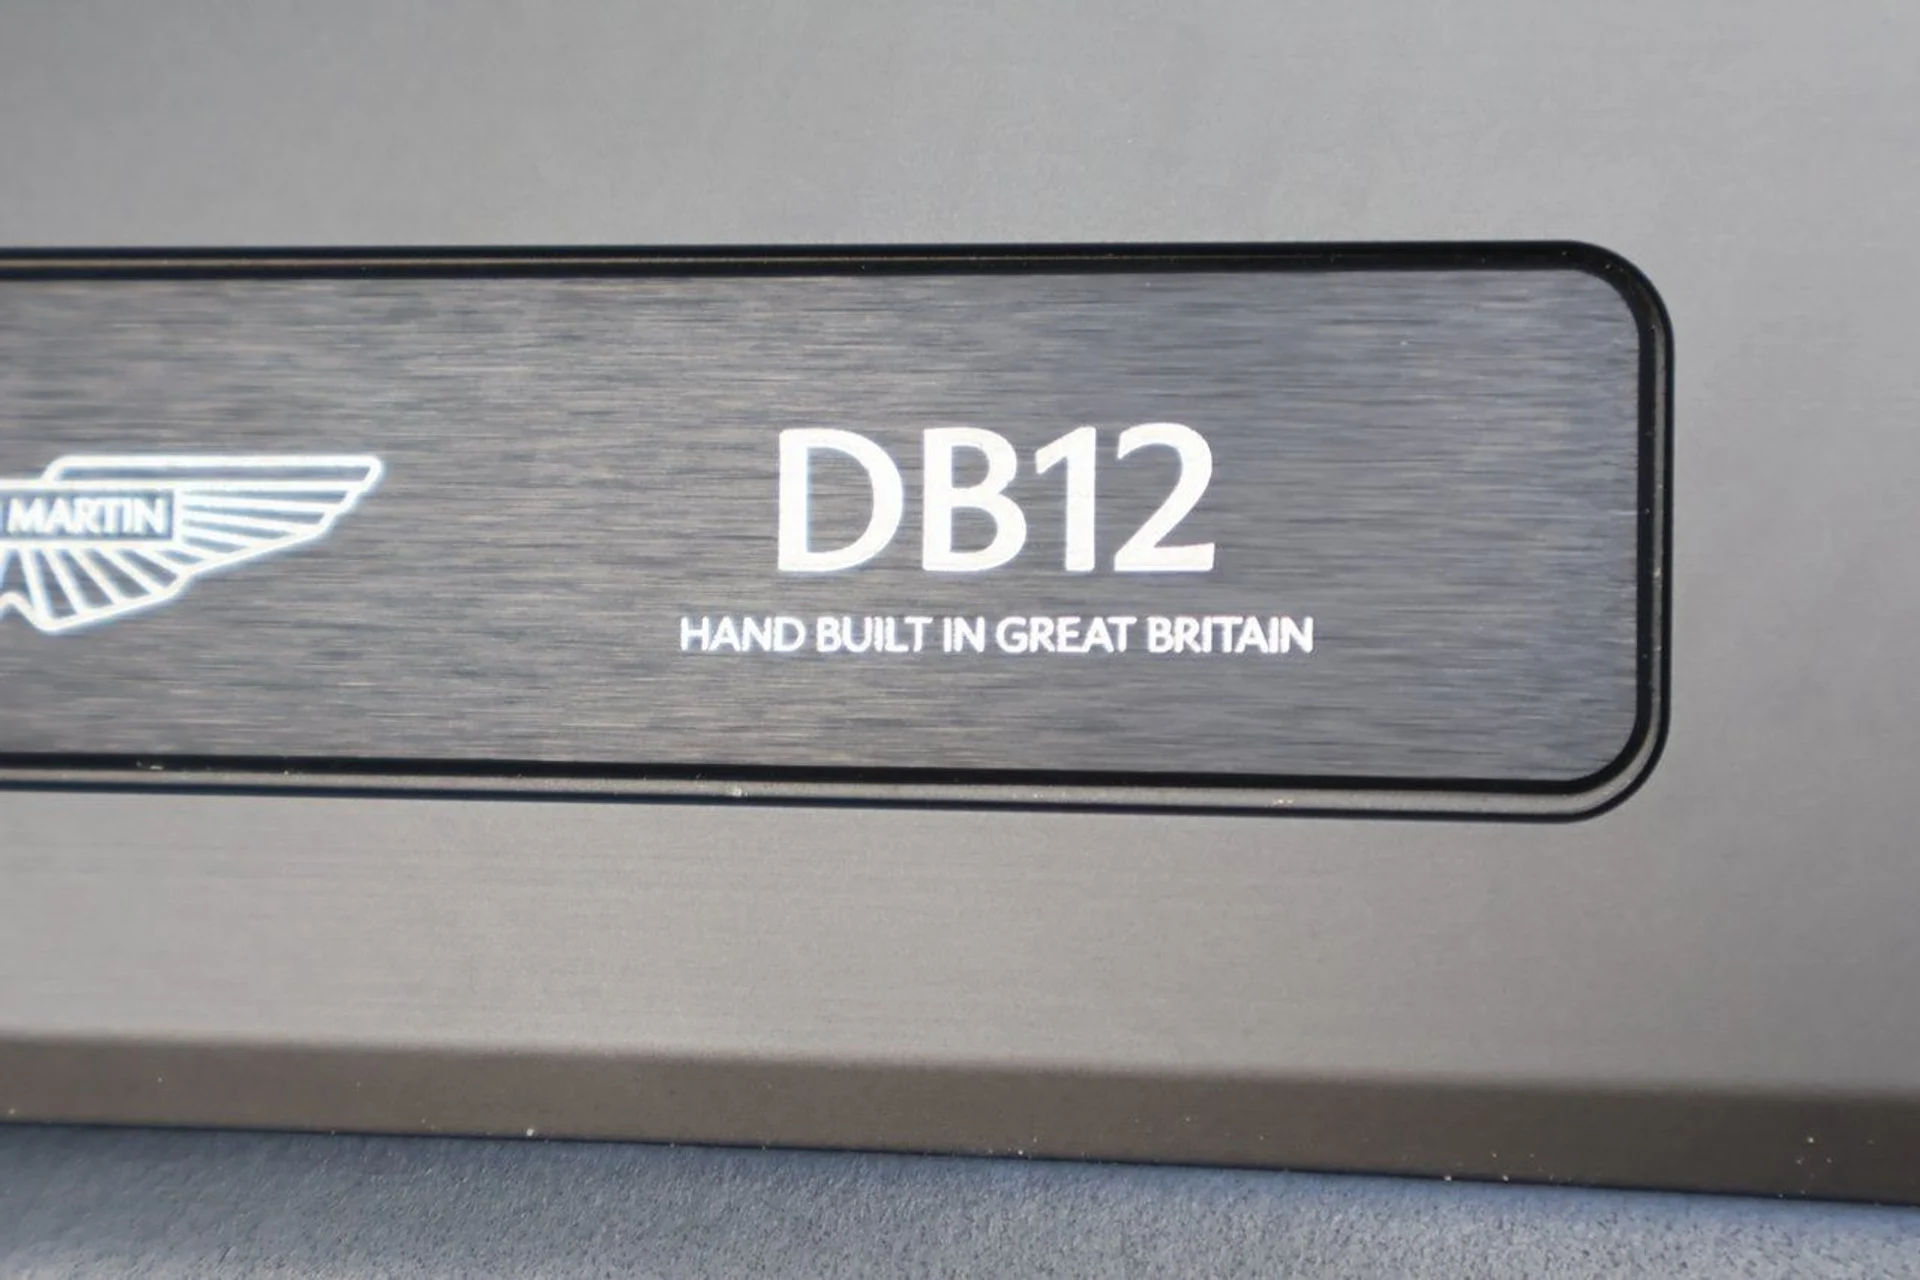 MARTIN
DB12
HAND BUILT IN GREAT BRITAIN